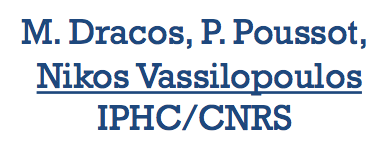 M. Dracos, P. Poussot,
Nikos Vassilopoulos
IPHC/CNRS